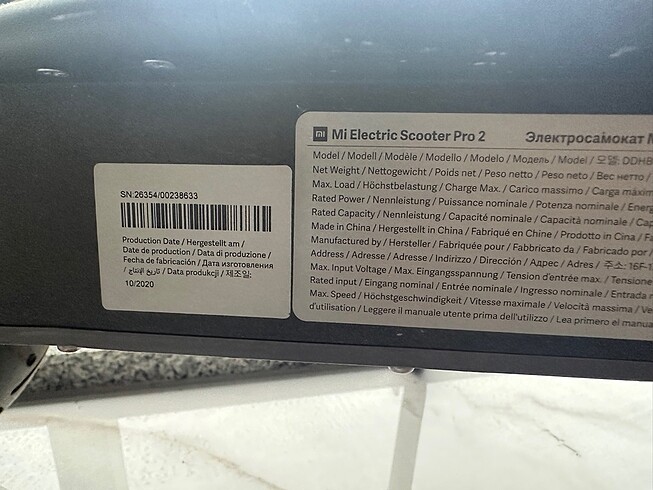 SN:26354/00238633
Production Date / Hergestellt am /
Date de production / Data di produzione /
Fecha de fabricación / Дата изготовления
/ تاريخ الإنتاج / Data produkcji / 제조일:
10/2020
mi Mi Electric Scooter Pro 2 Электросамокат M
Model / Modell / Modèle / Modello / Modelo / Модель / Model / 모델: DDHB
Net Weight / Nettogewicht / Poids net / Peso netto / Peso neto / Вес нетто /
Max. Load / Höchstbelastung / Charge Max. / Carico massimo / Carga máxim
Rated Power / Nennleistung / Puissance nominale / Potenza nominale / Energ
Rated Capacity / Nennleistung / Capacité nominale / Capacità nominale / Cap
Made in China / Hergestellt in China / Fabriqué en Chine / Prodotto in Cina / Fa
Manufactured by / Hersteller / Fabriquée pour / Fabbricato da / Fabricado por /
Address / Adresse / Adresse / Indirizzo / Dirección / Адрес / Adres / 주소: 16F-1
Max. Input Voltage / Max. Eingangsspannung / Tension d'entrée max. / Tensione
Rated input / Eingang nominal / Entrée nominale / Ingresso nominale / Entrada n
Max. Speed / Höchstgeschwindigkeit / Vitesse maximale / Velocità massima / Ve
d'utilisation / Leggere il manuale utente prima dell'utilizzo / Lea primero el manua